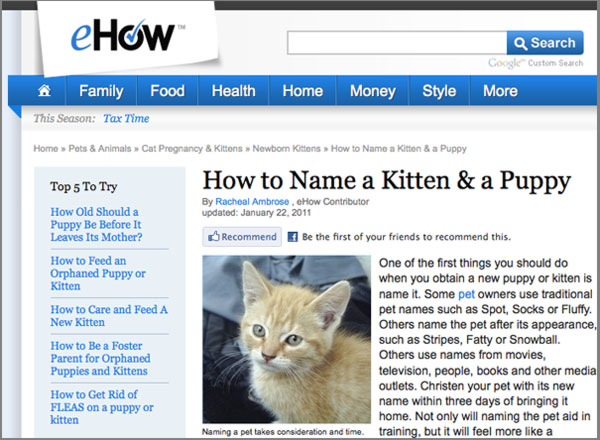 eHow™
Search
Google™ Custom Search
Family Food Health Home Money Style More
This Season: Tax Time
Home » Pets & Animals » Cat Pregnancy & Kittens » Newborn Kittens » How to Name a Kitten & a Puppy
Top 5 To Try
How Old Should a
Puppy Be Before It
Leaves Its Mother?
How to Feed an
Orphaned Puppy or
Kitten
How to Care and Feed A
New Kitten
How to Be a Foster
Parent for Orphaned
Puppies and Kittens
How to Get Rid of
FLEAS on a puppy or
kitten
How to Name a Kitten & a Puppy
By Racheal Ambrose , eHow Contributor
updated: January 22, 2011
Recommend
Be the first of your friends to recommend this.
Naming a pet takes consideration and time.
One of the first things you should do
when you obtain a new puppy or kitten is
name it. Some pet owners use traditional
pet names such as Spot, Socks or Fluffy.
Others name the pet after its appearance,
such as Stripes, Fatty or Snowball.
Others use names from movies,
television, people, books and other media
outlets. Christen your pet with its new
name within three days of bringing it
home. Not only will naming the pet aid in
training, but it will feel more like a